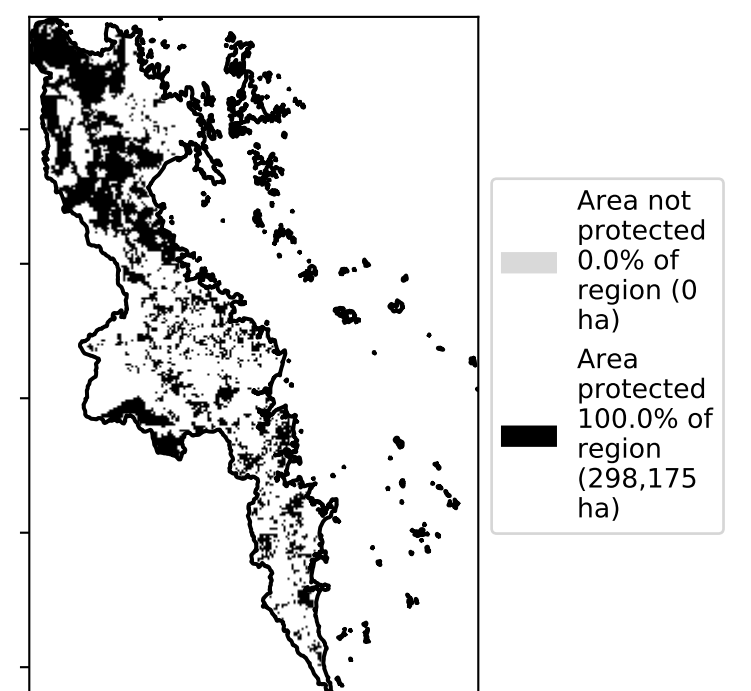 Area not
protected
0.0% of
region (0
ha)
Area
protected
100.0% of
region
(298,175
ha)